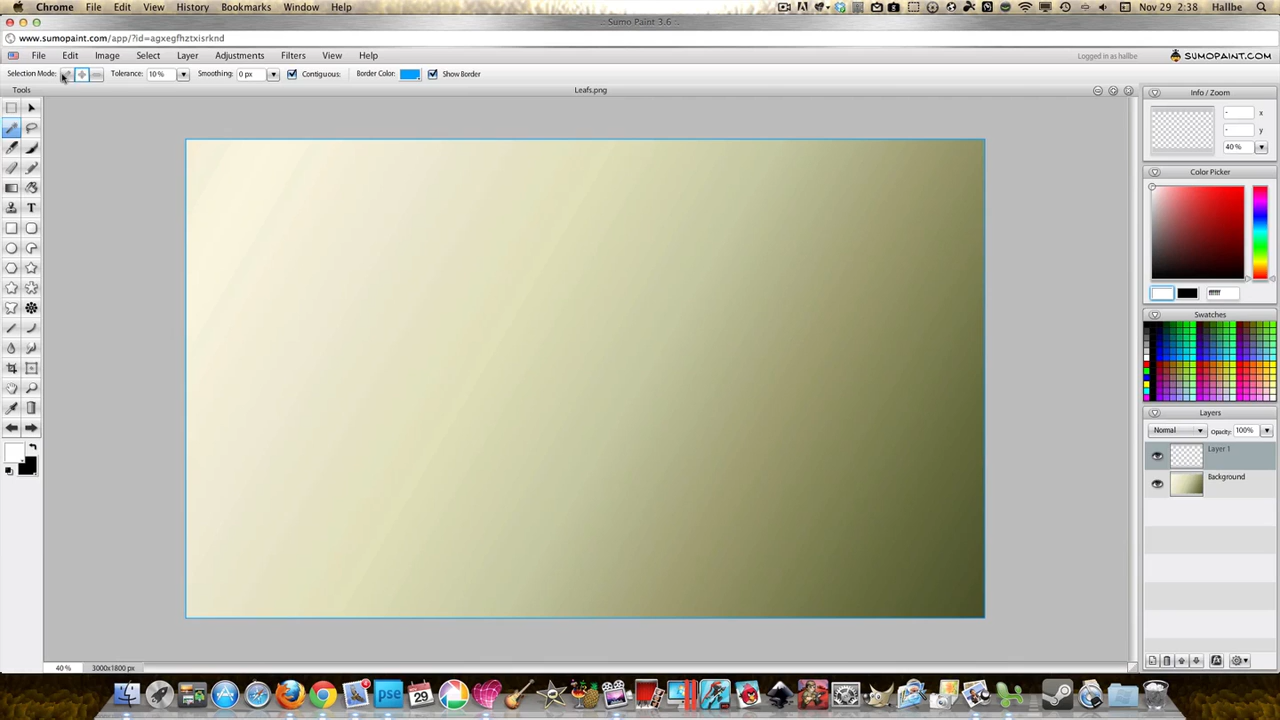 Chrome File Edit View History Bookmarks Window Help Nov 29 2:38 Hallbe
.: Sumo Paint 3.6 :.
www.sumopaint.com/app/?id=agxegfhztxisrknd
File Edit Image Select Layer Adjustments Filters View Help Logged in as hallbe SUMOPAINT.COM
Selection Mode: Tolerance: 10 % Smoothing: 0 px Contiguous: Border Color: Show Border
Tools Leafs.png Info / Zoom
x
y
40 %
Color Picker
ffffff
Swatches
Layers
Normal Opacity: 100%
Layer 1
Background
40 % 3000x1800 px